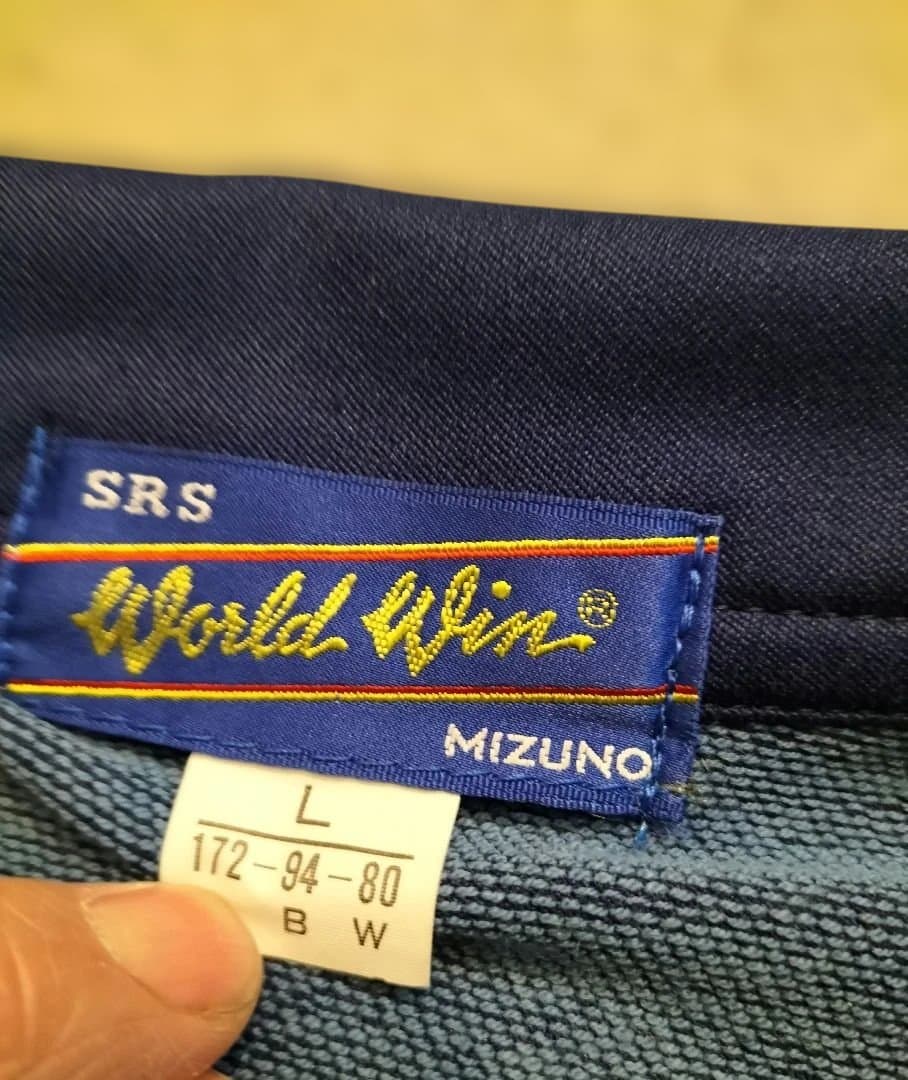 SRS
World Win®
MIZUNO
L
172-94-80
B W